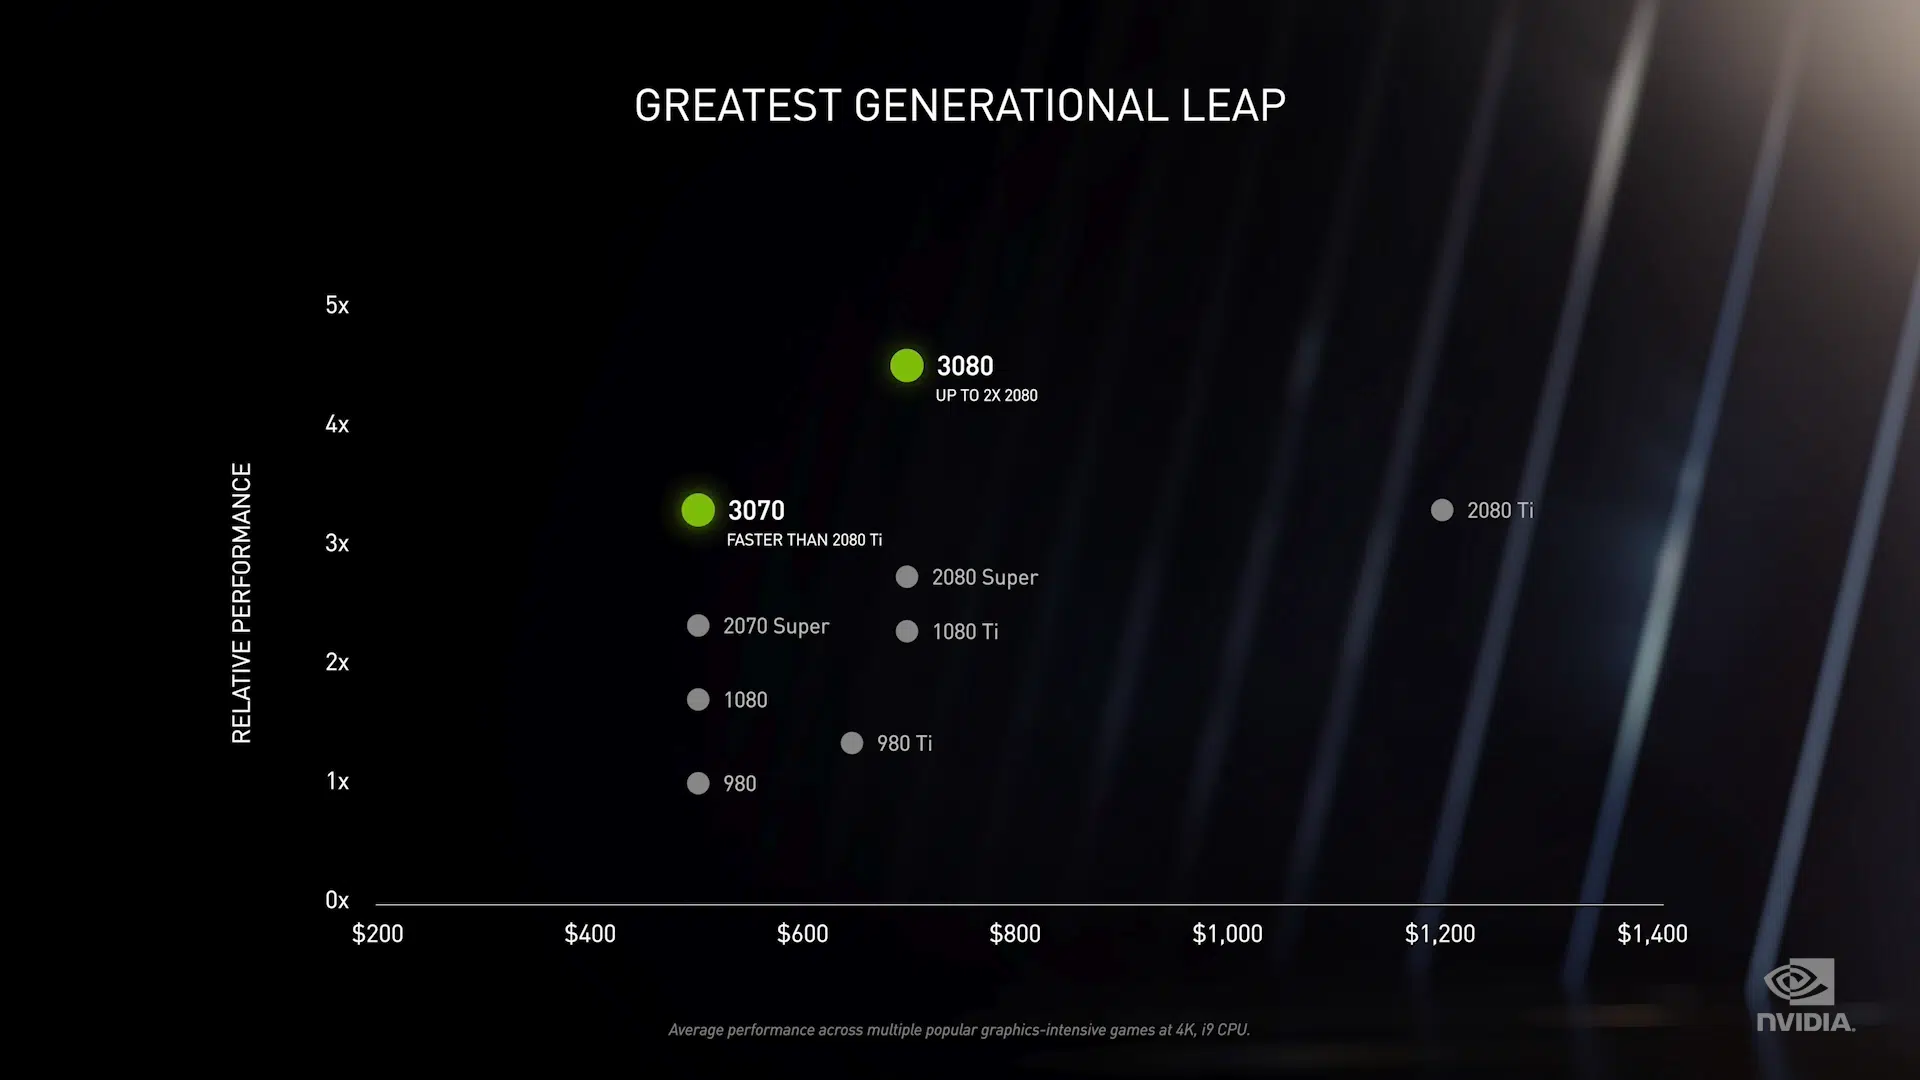 GREATEST GENERATIONAL LEAP
RELATIVE PERFORMANCE
5x
4x
3x
2x
1x
0x
3080
UP TO 2X 2080
3070
FASTER THAN 2080 Ti
2080 Ti
2080 Super
2070 Super
1080 Ti
1080
980 Ti
980
$200 $400 $600 $800 $1,000 $1,200 $1,400
Average performance across multiple popular graphics-intensive games at 4K, i9 CPU.
NVIDIA.